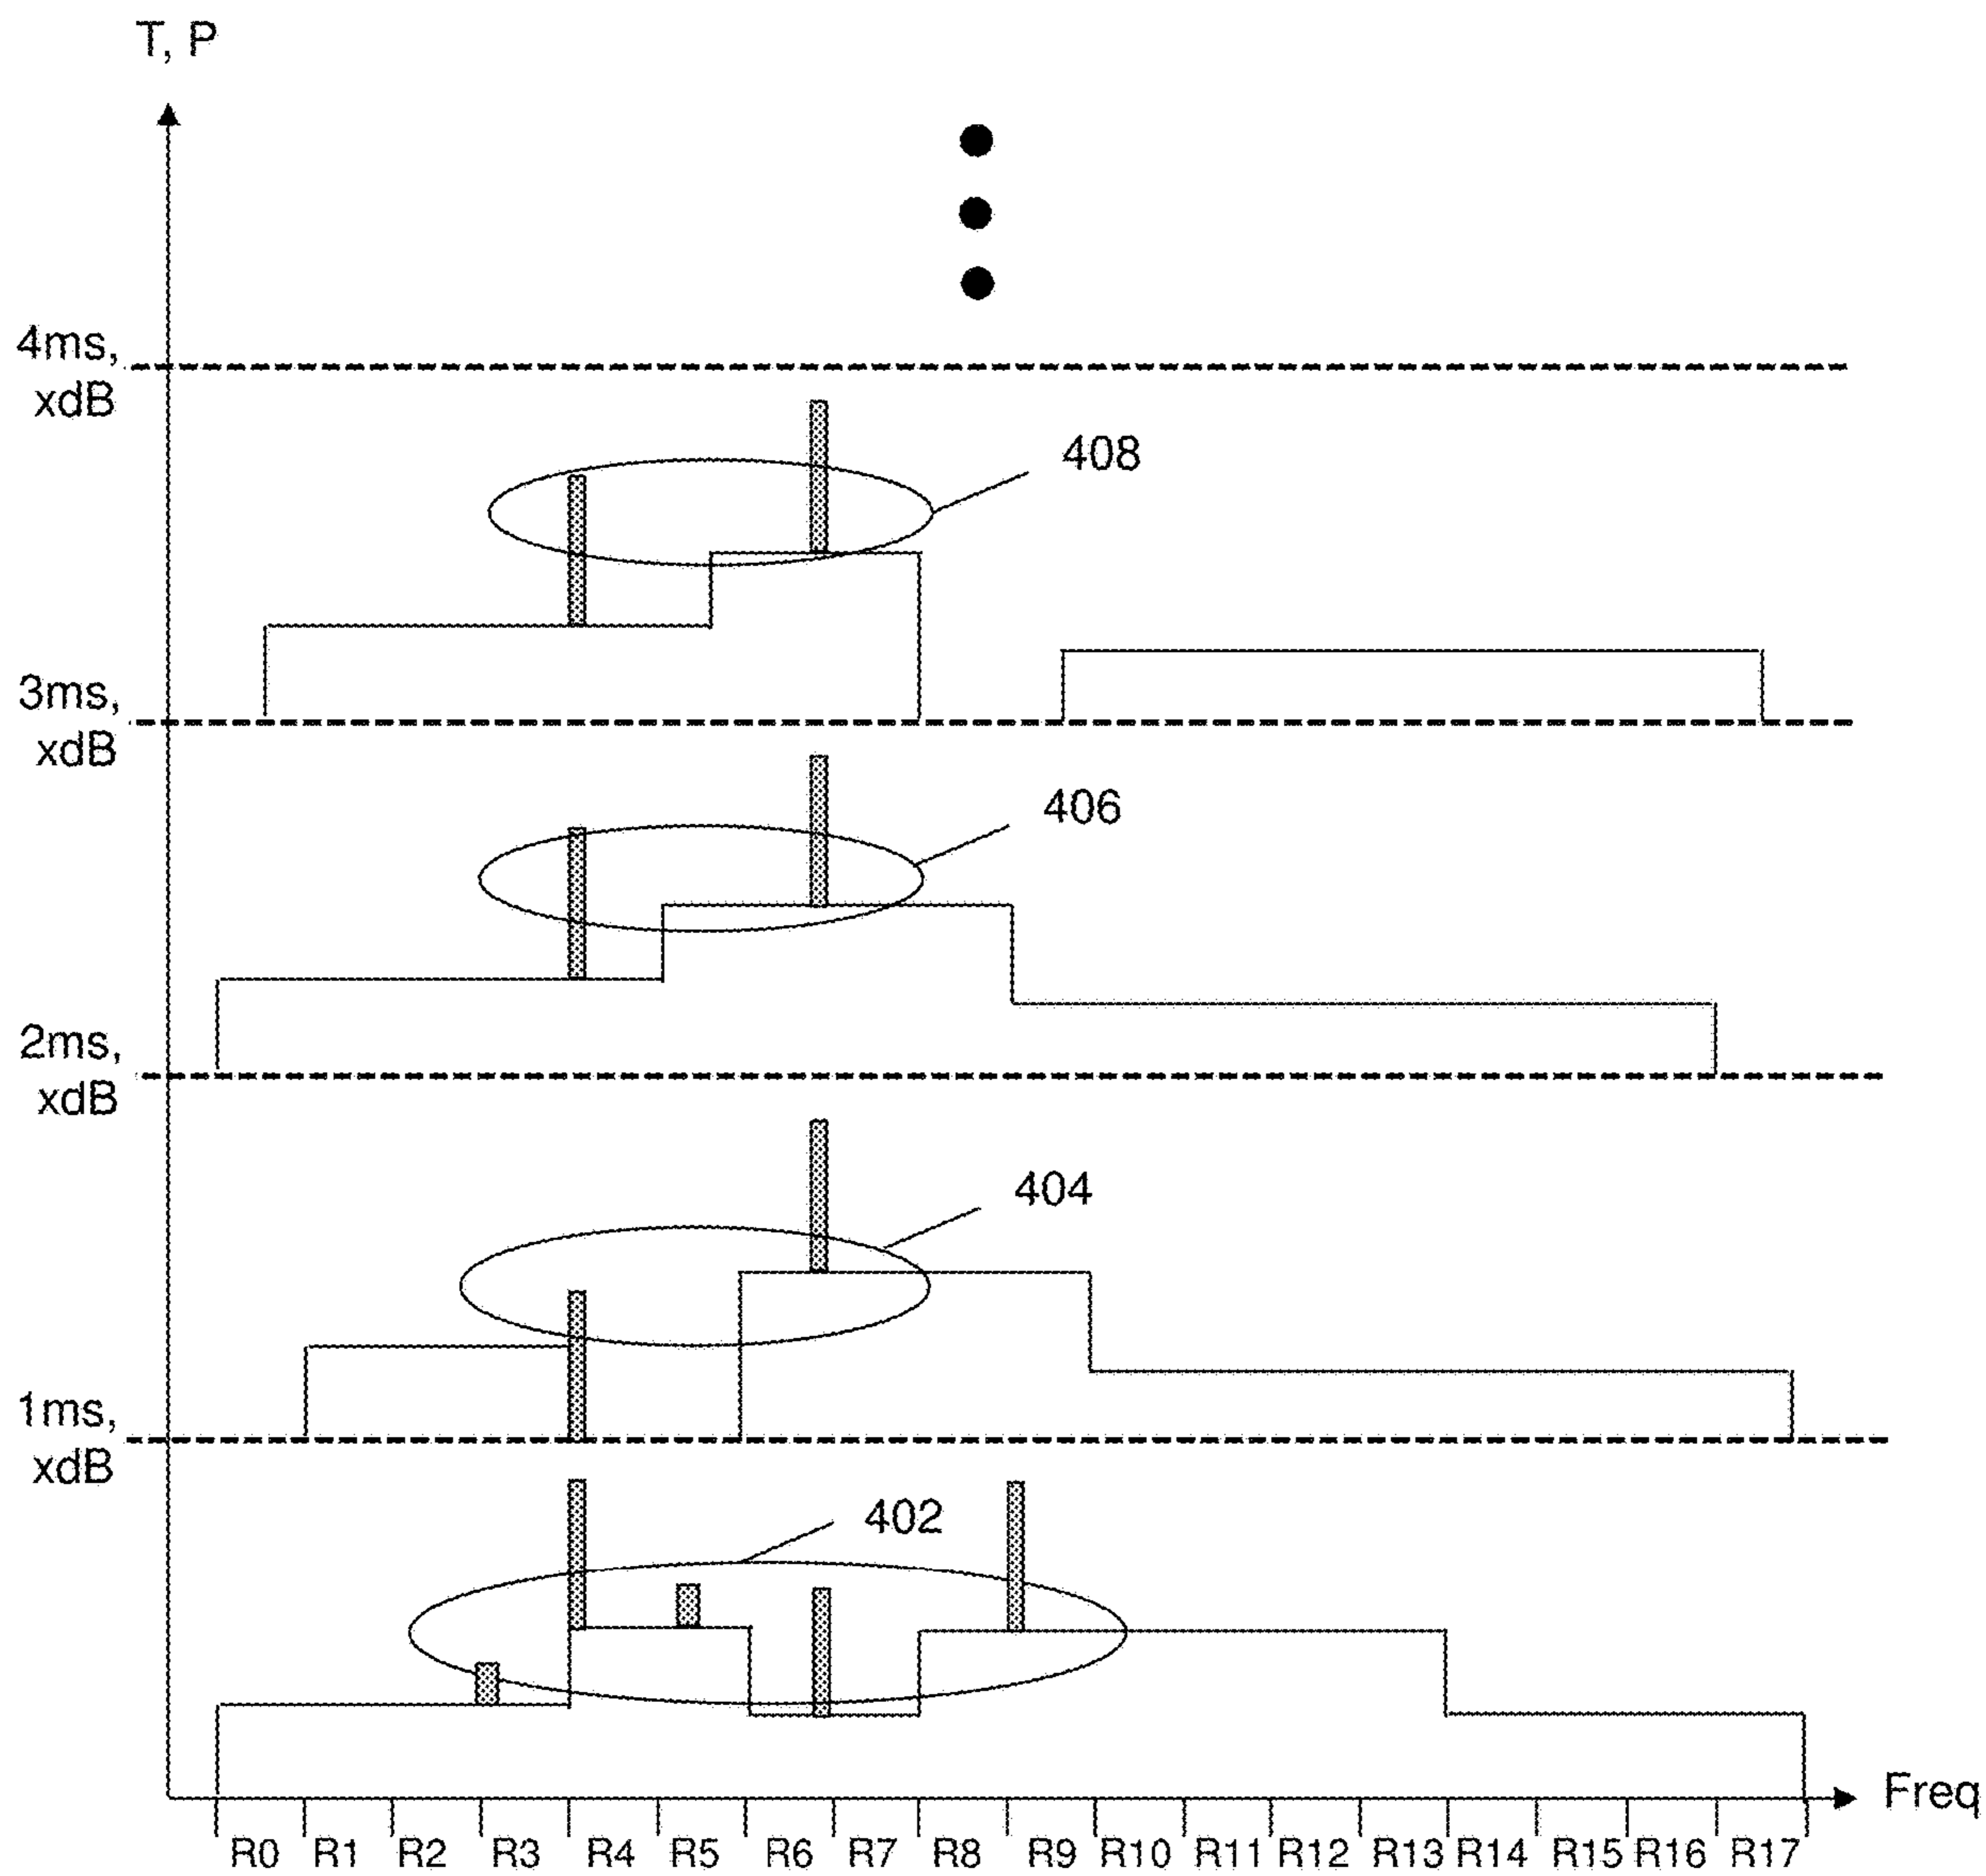 T, P
4ms,
xdB
408
3ms,
xdB
406
2ms,
xdB
404
1ms,
xdB
402
Freq
R0 R1 R2 R3 R4 R5 R6 R7 R8 R9 R10 R11 R12 R13 R14 R15 R16 R17